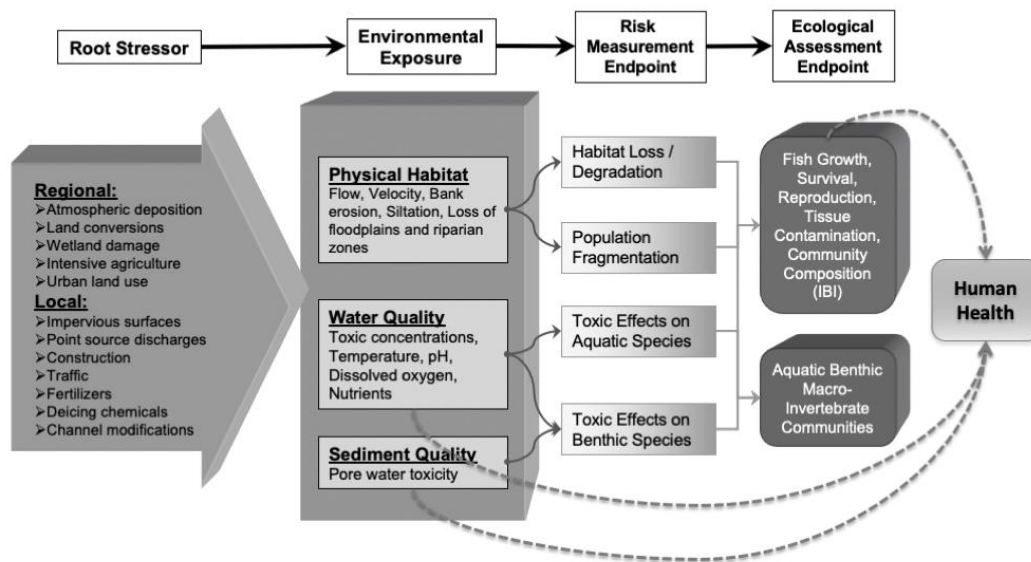 Root Stressor
Environmental
Exposure
Risk
Measurement
Endpoint
Ecological
Assessment
Endpoint
Regional:
➢Atmospheric deposition
➢Land conversions
➢Wetland damage
➢Intensive agriculture
➢Urban land use
Local:
➢Impervious surfaces
➢Point source discharges
➢Construction
➢Traffic
➢Fertilizers
➢Deicing chemicals
➢Channel modifications
Physical Habitat
Flow, Velocity, Bank
erosion, Siltation, Loss of
floodplains and riparian
zones
Water Quality
Toxic concentrations,
Temperature, pH,
Dissolved oxygen,
Nutrients
Sediment Quality
Pore water toxicity
Habitat Loss /
Degradation
Population
Fragmentation
Toxic Effects on
Aquatic Species
Toxic Effects on
Benthic Species
Fish Growth,
Survival,
Reproduction,
Tissue
Contamination,
Community
Composition
(IBI)
Aquatic Benthic
Macro-
Invertebrate
Communities
Human
Health